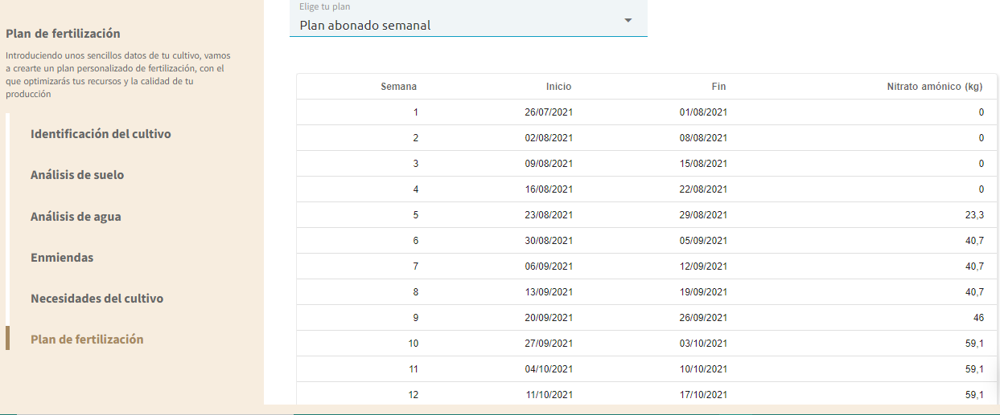 Elige tu plan
Plan abonado semanal
Plan de fertilización
Introduciendo unos sencillos datos de tu cultivo, vamos
a crearte un plan personalizado de fertilización, con el
que optimizarás tus recursos y la calidad de tu
producción
Identificación del cultivo
Análisis de suelo
Análisis de agua
Enmiendas
Necesidades del cultivo
Plan de fertilización
Semana Inicio Fin Nitrato amónico (kg)
1 26/07/2021 01/08/2021 0
2 02/08/2021 08/08/2021 0
3 09/08/2021 15/08/2021 0
4 16/08/2021 22/08/2021 0
5 23/08/2021 29/08/2021 23,3
6 30/08/2021 05/09/2021 40,7
7 06/09/2021 12/09/2021 40,7
8 13/09/2021 19/09/2021 40,7
9 20/09/2021 26/09/2021 46
10 27/09/2021 03/10/2021 59,1
11 04/10/2021 10/10/2021 59,1
12 11/10/2021 17/10/2021 59,1